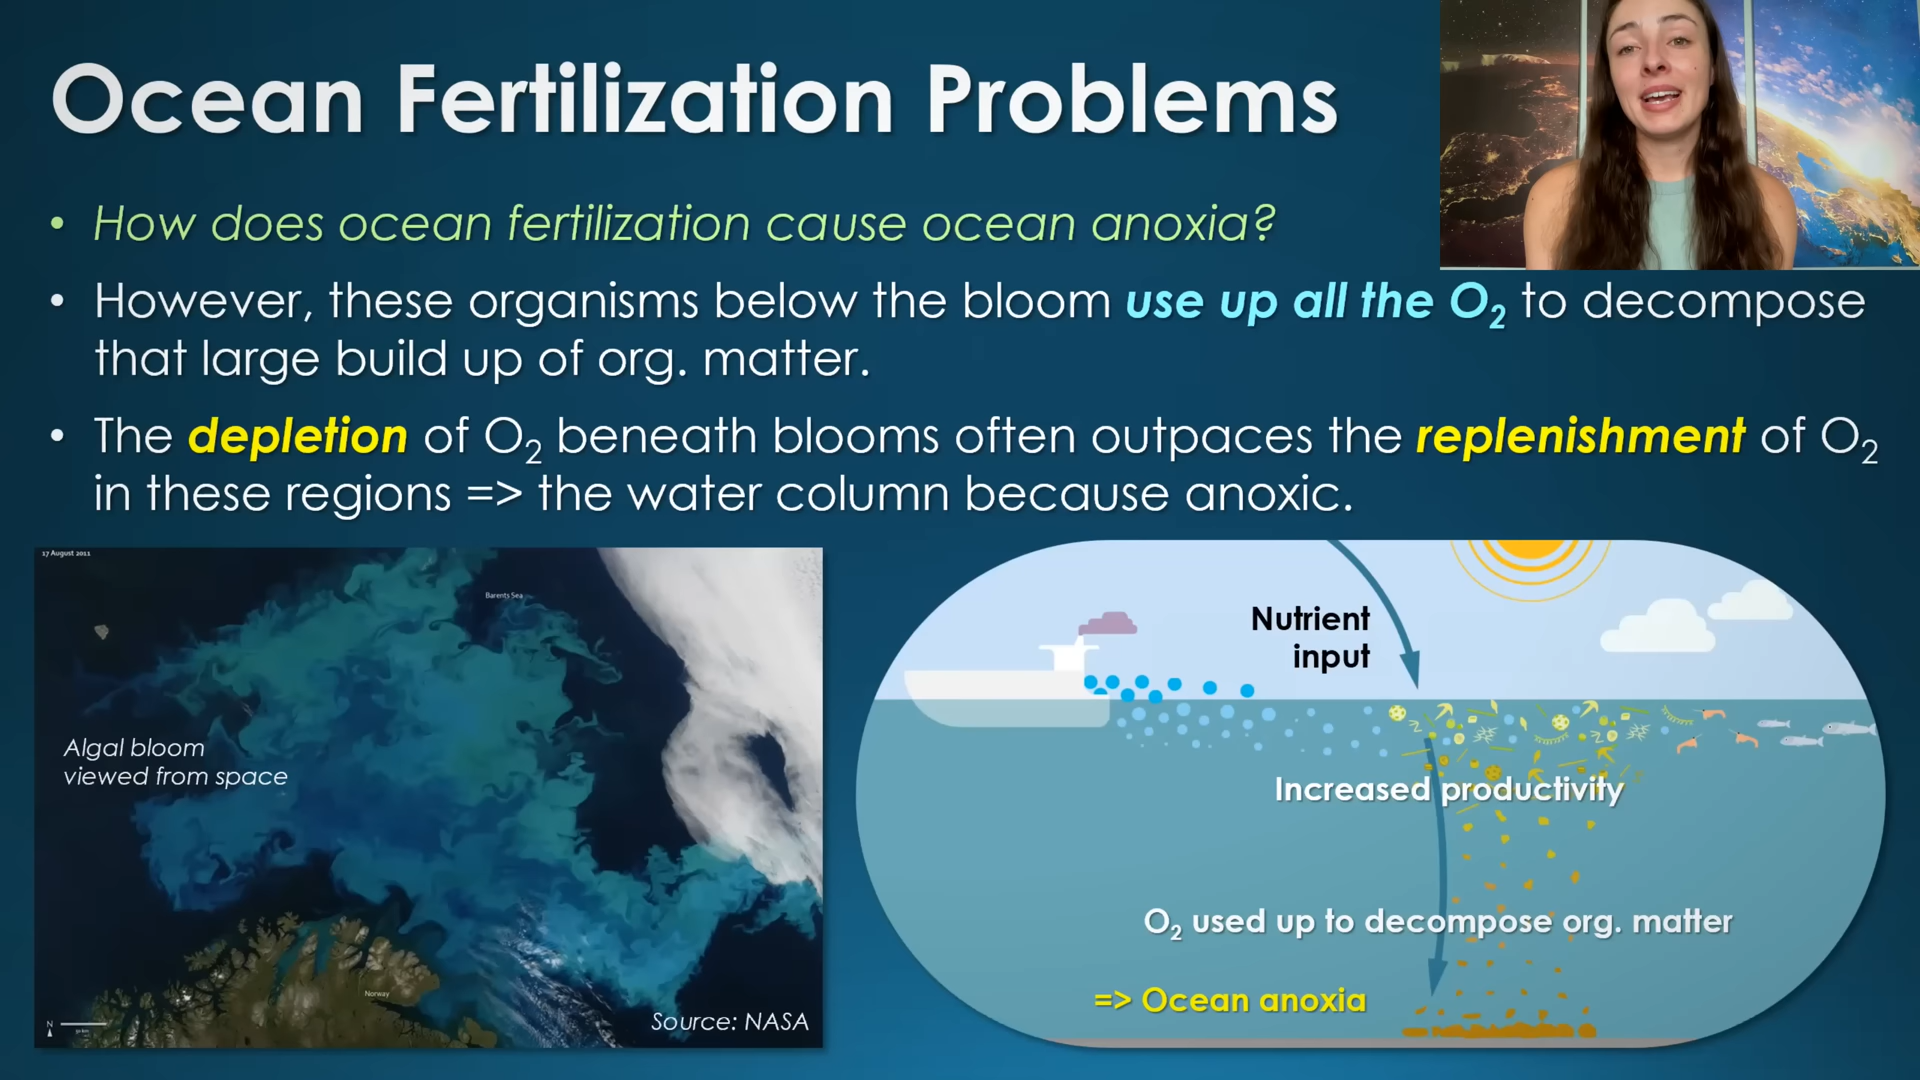 Ocean Fertilization Problems
• How does ocean fertilization cause ocean anoxia?
• However, these organisms below the bloom use up all the O₂ to decompose
that large build up of org. matter.
• The depletion of O₂ beneath blooms often outpaces the replenishment of O₂
in these regions => the water column because anoxic.
17 August 2011
Barents Sea
Algal bloom
viewed from space
Norway
N
Source: NASA
Nutrient
input
Increased productivity
O₂ used up to decompose org. matter
=> Ocean anoxia